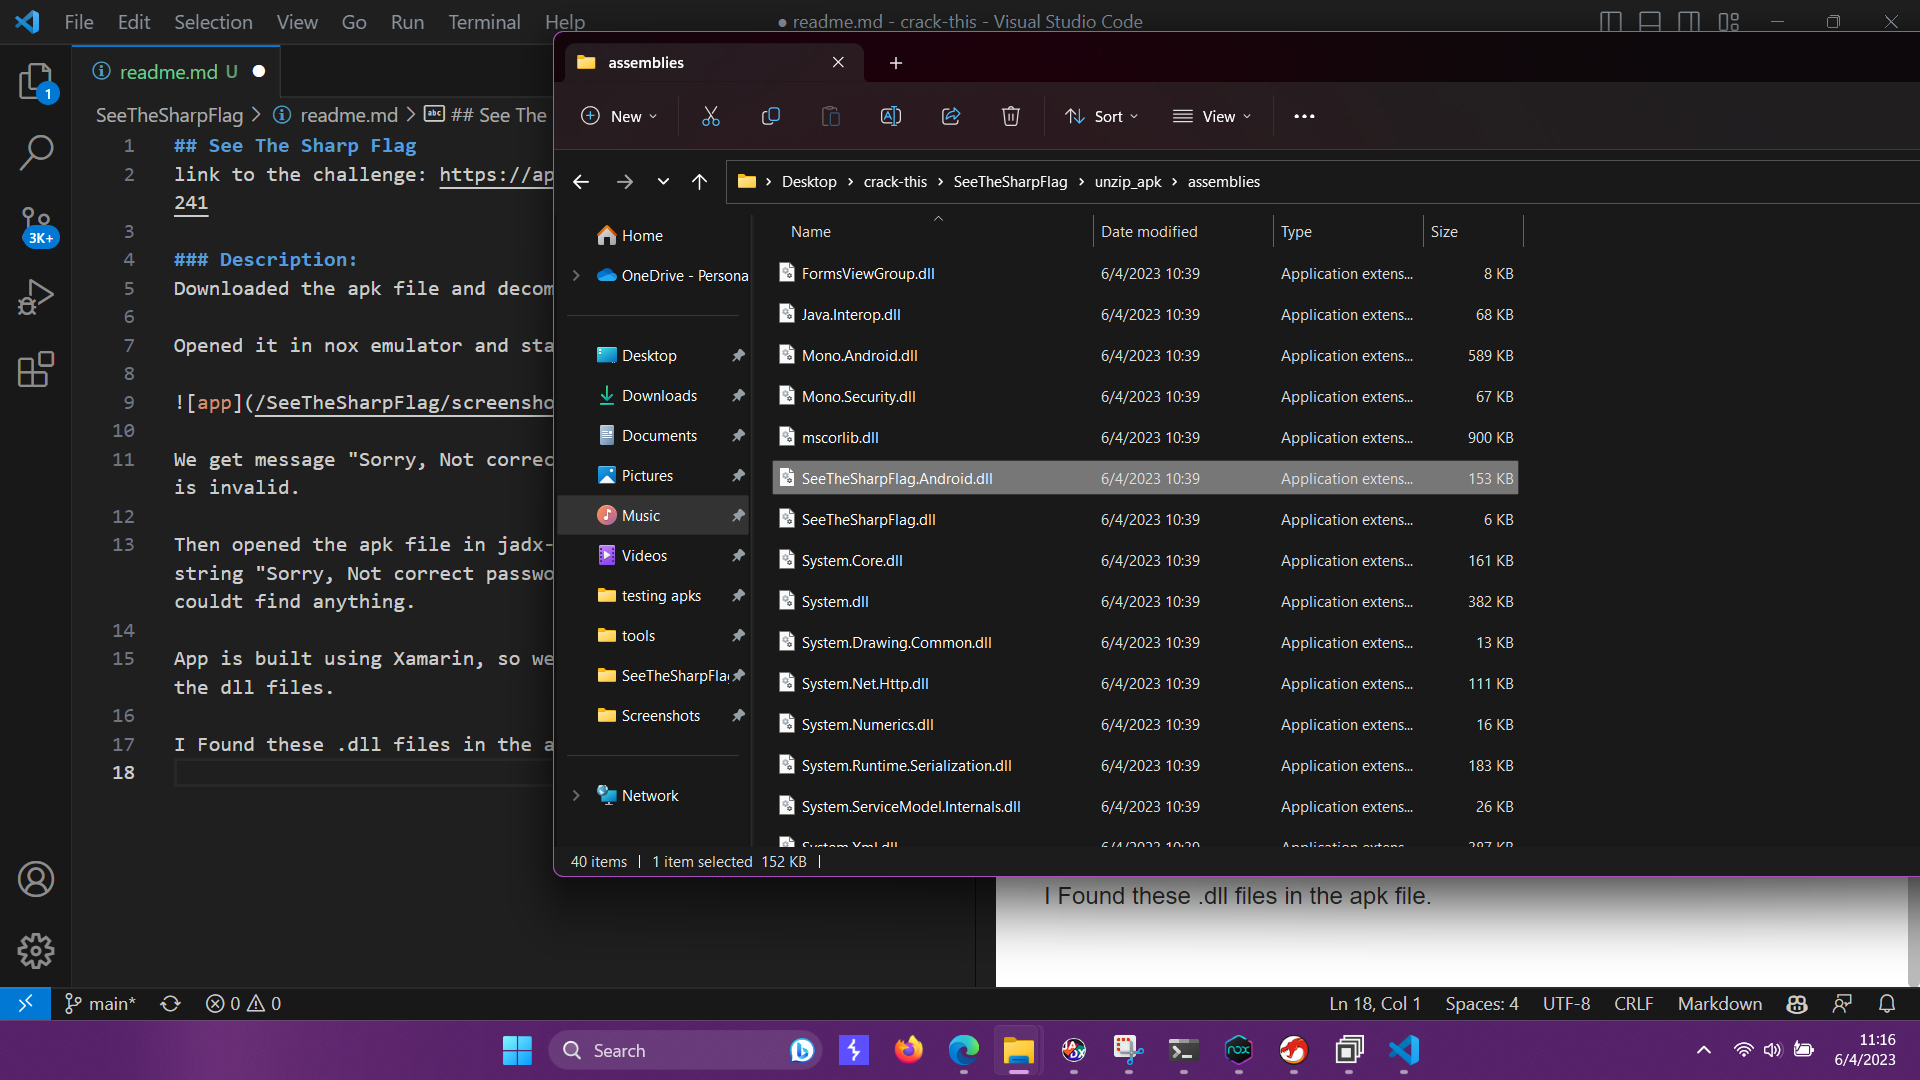 File Edit Selection View Go Run Terminal Help
● readme.md - crack-this - Visual Studio Code
readme.md U
SeeTheSharpFlag > readme.md > abc ## See The
1 ## See The Sharp Flag
2 link to the challenge: https://ap
241
3
4 ### Description:
5 Downloaded the apk file and decom
6
7 Opened it in nox emulator and sta
8
9 ![app](/SeeTheSharpFlag/screensho
10
11 We get message "Sorry, Not correc
is invalid.
12
13 Then opened the apk file in jadx-
string "Sorry, Not correct passwo
couldt find anything.
14
15 App is built using Xamarin, so we
the dll files.
16
17 I Found these .dll files in the a
18
1
3K+
assemblies
New Sort View
Desktop > crack-this > SeeTheSharpFlag > unzip_apk > assemblies
Home
OneDrive - Persona
Desktop
Downloads
Documents
Pictures
Music
Videos
testing apks
tools
SeeTheSharpFla
Screenshots
Network
Name Date modified Type Size
FormsViewGroup.dll 6/4/2023 10:39 Application extens... 8 KB
Java.Interop.dll 6/4/2023 10:39 Application extens... 68 KB
Mono.Android.dll 6/4/2023 10:39 Application extens... 589 KB
Mono.Security.dll 6/4/2023 10:39 Application extens... 67 KB
mscorlib.dll 6/4/2023 10:39 Application extens... 900 KB
SeeTheSharpFlag.Android.dll 6/4/2023 10:39 Application extens... 153 KB
SeeTheSharpFlag.dll 6/4/2023 10:39 Application extens... 6 KB
System.Core.dll 6/4/2023 10:39 Application extens... 161 KB
System.dll 6/4/2023 10:39 Application extens... 382 KB
System.Drawing.Common.dll 6/4/2023 10:39 Application extens... 13 KB
System.Net.Http.dll 6/4/2023 10:39 Application extens... 111 KB
System.Numerics.dll 6/4/2023 10:39 Application extens... 16 KB
System.Runtime.Serialization.dll 6/4/2023 10:39 Application extens... 183 KB
System.ServiceModel.Internals.dll 6/4/2023 10:39 Application extens... 26 KB
System.Xml.dll 6/4/2023 10:39 Application extens... 387 KB
40 items 1 item selected 152 KB
I Found these .dll files in the apk file.
main* 0 0
Ln 18, Col 1 Spaces: 4 UTF-8 CRLF Markdown
Search
nox
11:16
6/4/2023